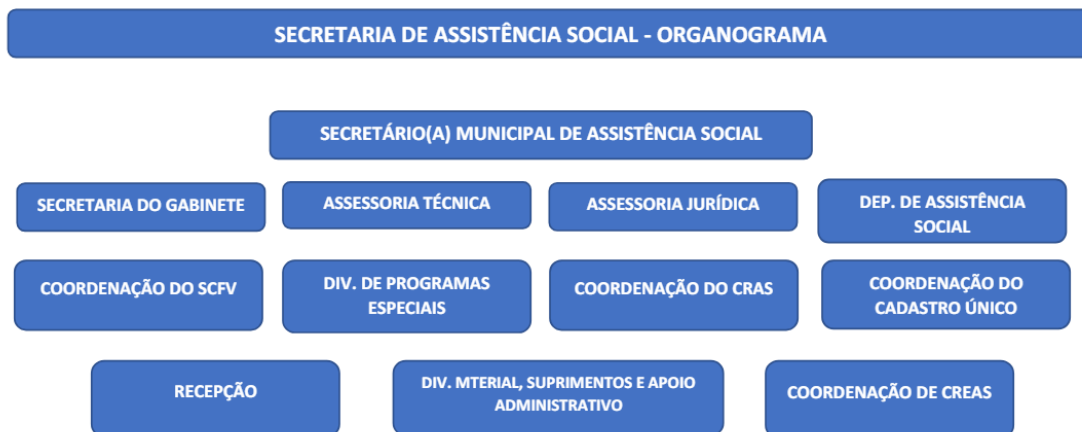 SECRETARIA DE ASSISTÊNCIA SOCIAL - ORGANOGRAMA
SECRETÁRIO(A) MUNICIPAL DE ASSISTÊNCIA SOCIAL
SECRETARIA DO GABINETE
ASSESSORIA TÉCNICA
ASSESSORIA JURÍDICA
DEP. DE ASSISTÊNCIA
SOCIAL
COORDENAÇÃO DO SCFV
DIV. DE PROGRAMAS
ESPECIAIS
COORDENAÇÃO DO CRAS
COORDENAÇÃO DO
CADASTRO ÚNICO
RECEPÇÃO
DIV. MTERIAL, SUPRIMENTOS E APOIO
ADMINISTRATIVO
COORDENAÇÃO DE CREAS